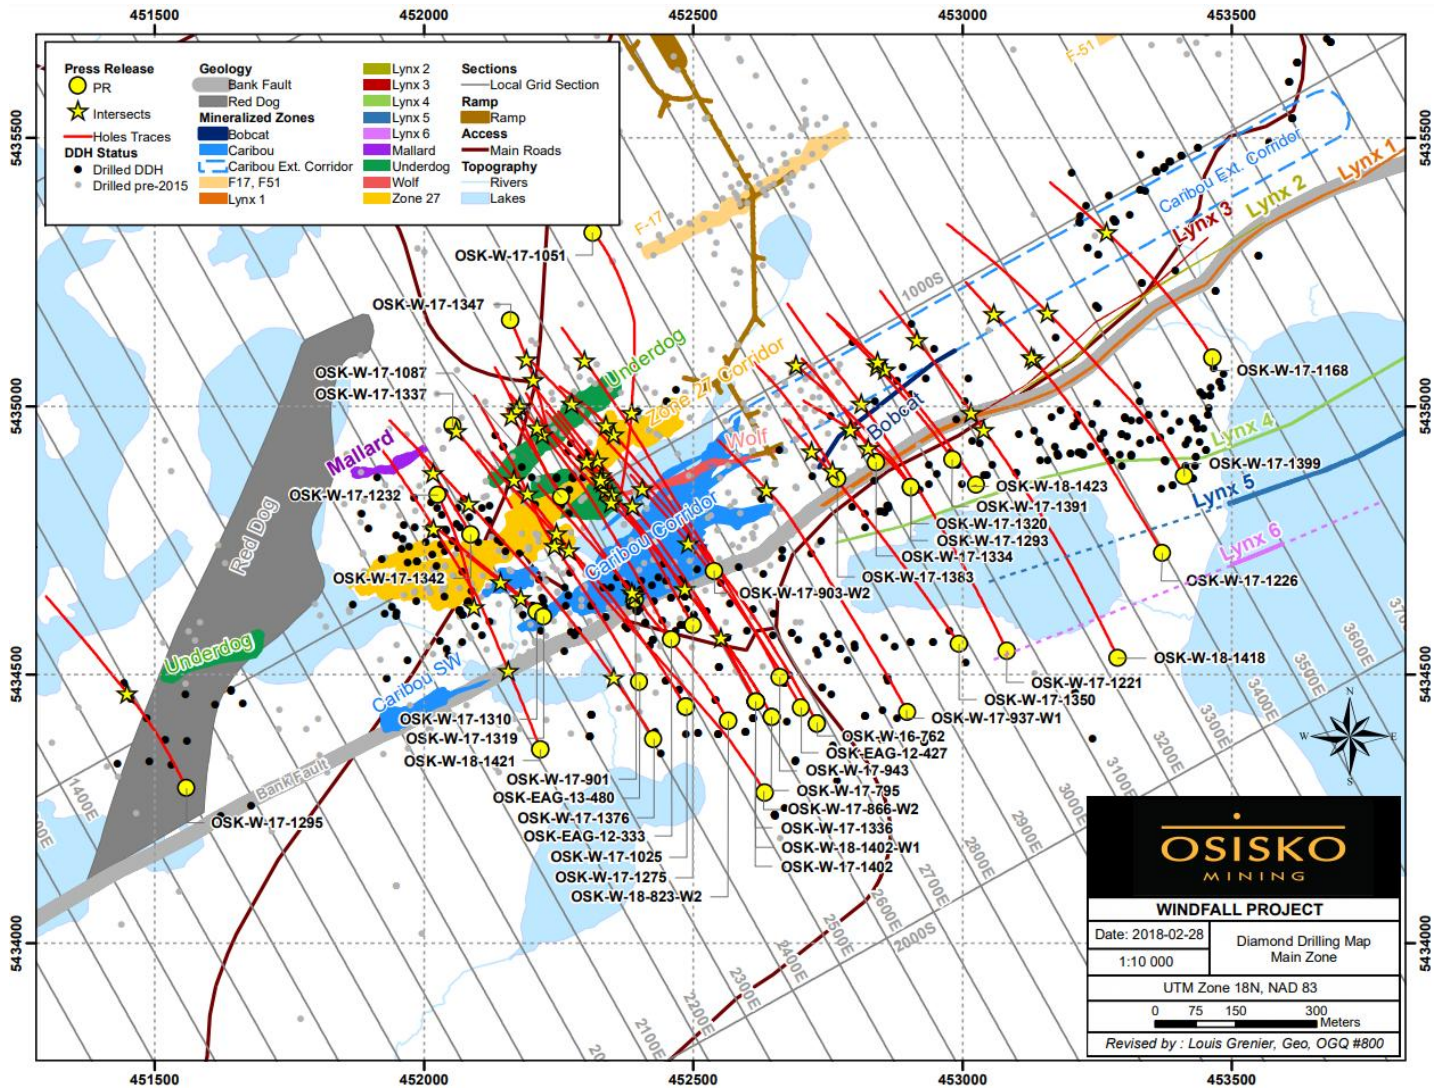 451500 452000 452500 453000 453500
Press Release
PR
Intersects
Holes Traces
DDH Status
Drilled DDH
Drilled pre-2015
Geology
Bank Fault
Red Dog
Mineralized Zones
Bobcat
Caribou
Caribou Ext. Corridor
F17, F51
Lynx 1
Lynx 2
Lynx 3
Lynx 4
Lynx 5
Lynx 6
Mallard
Underdog
Wolf
Zone 27
Sections
Local Grid Section
Ramp
Ramp
Access
Main Roads
Topography
Rivers
Lakes
F-51
5435500
5435500
Caribou Ext. Corridor
Lynx 1
Lynx 2
Lynx 3
F-17
OSK-W-17-1051
1000S
OSK-W-17-1347
Underdog
Zone 27 Corridor
OSK-W-17-1087
OSK-W-17-1337
OSK-W-17-1168
5435000
5435000
Bobcat
Wolf
Mallard
Lynx 4
OSK-W-17-1399
OSK-W-17-1232
OSK-W-18-1423
Lynx 5
OSK-W-17-1391
OSK-W-17-1320
OSK-W-17-1293
OSK-W-17-1334
Red Dog
Caribou Corridor
Lynx 6
OSK-W-17-1342
OSK-W-17-1383
OSK-W-17-1226
OSK-W-17-903-W2
Underdog
OSK-W-18-1418
5434500
5434500
Caribou SW
OSK-W-17-1221
OSK-W-17-1350
OSK-W-17-1310
OSK-W-17-937-W1
OSK-W-17-1319
OSK-W-16-762
OSK-W-18-1421
OSK-EAG-12-427
OSK-W-17-901
OSK-W-17-943
OSK-EAG-13-480
OSK-W-17-795
OSK-W-17-1376
OSK-W-17-866-W2
OSK-EAG-12-333
OSK-W-17-1336
OSK-W-17-1025
OSK-W-18-1402-W1
OSK-W-17-1275
OSK-W-17-1402
OSK-W-18-823-W2
Bank Fault
OSK-W-17-1295
1400E
3600E
3500E
3400E
3300E
3200E
3100E
3000E
2900E
2800E
2700E
2600E
2500E
2400E
2300E
2200E
2100E
2000S
N
W E
S
5434000
5434000
OSISKO
MINING
WINDFALL PROJECT
Date: 2018-02-28
1:10 000
Diamond Drilling Map
Main Zone
UTM Zone 18N, NAD 83
0 75 150 300
Meters
Revised by : Louis Grenier, Geo, OGQ #800
451500 452000 452500 453000 453500